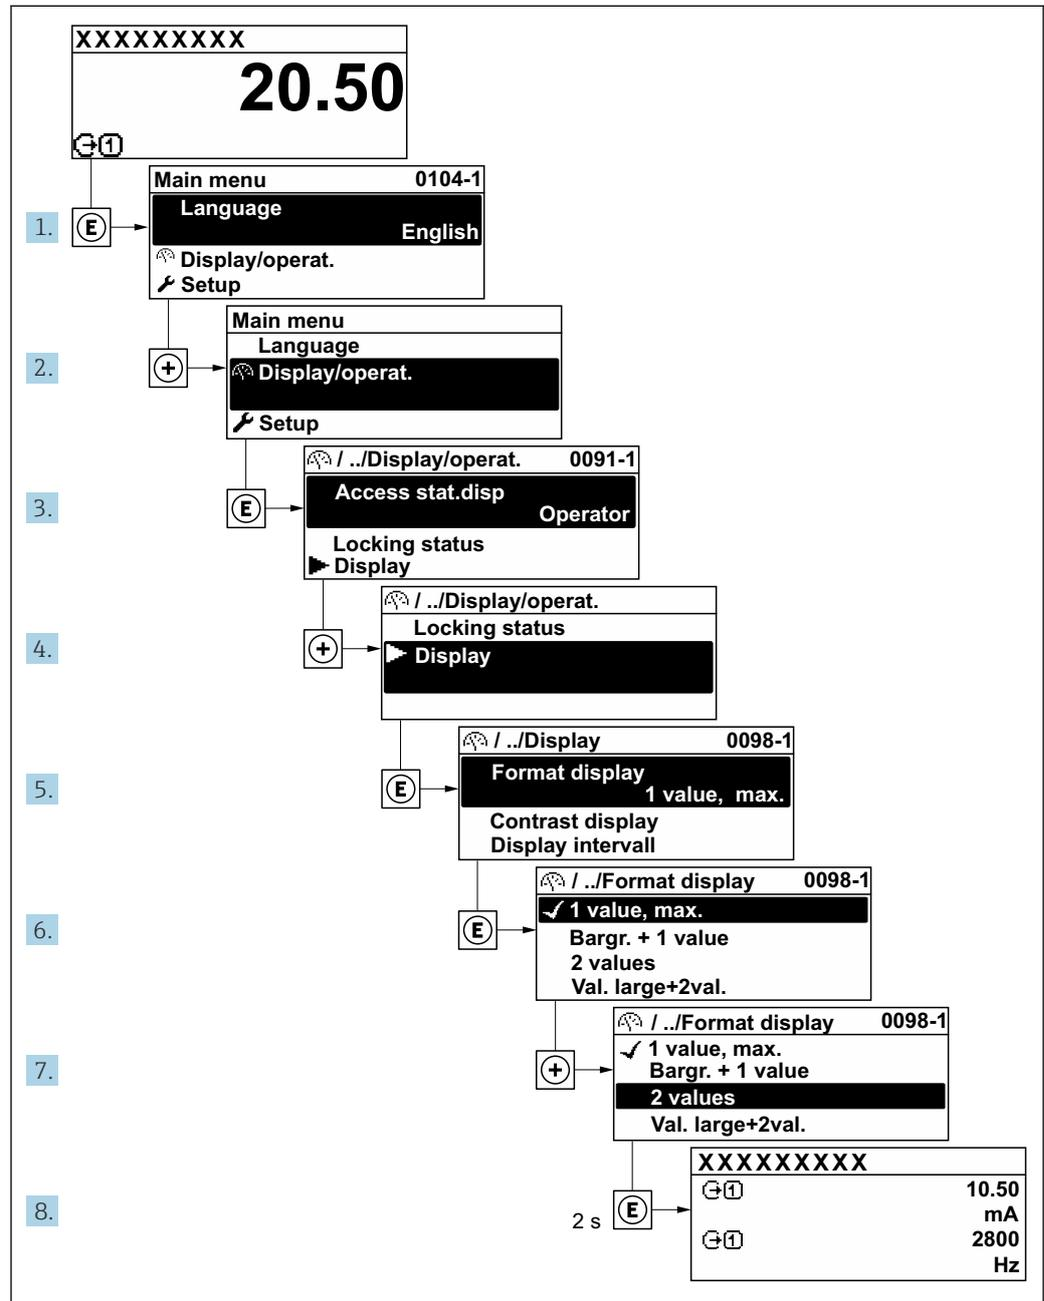 XXXXXXXXX
20.50
1
Main menu 0104-1
1. E Language
English
Display/operat.
Setup
Main menu
Language
2. + Display/operat.
Setup
/ ../Display/operat. 0091-1
Access stat.disp
3. E Operator
Locking status
Display
/ ../Display/operat.
Locking status
4. + Display
/ ../Display 0098-1
Format display
5. E 1 value, max.
Contrast display
Display intervall
/ ../Format display 0098-1
1 value, max.
6. E Bargr. + 1 value
2 values
Val. large+2val.
/ ../Format display 0098-1
1 value, max.
7. + Bargr. + 1 value
2 values
Val. large+2val.
XXXXXXXXX
1 10.50
8. 2 s E mA
1 2800
Hz